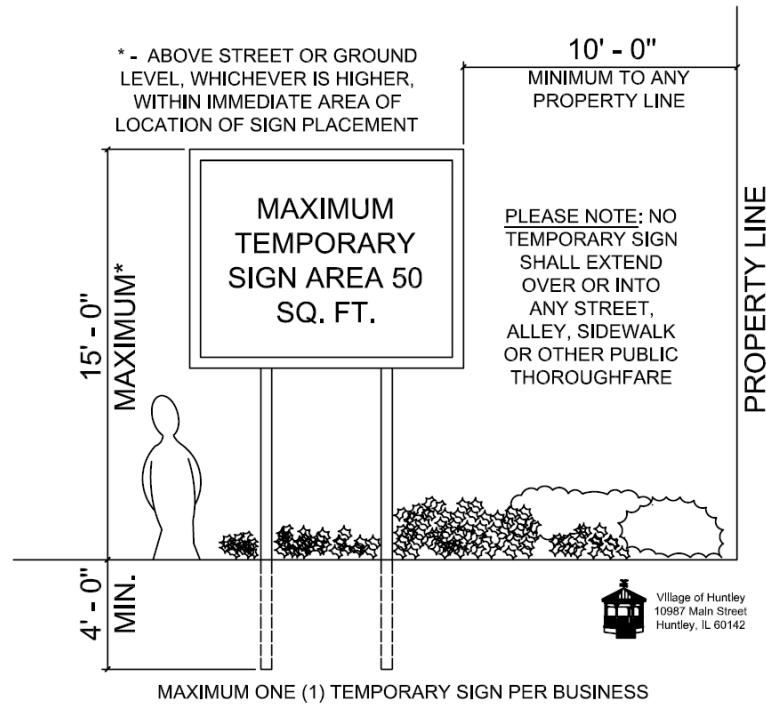 * - ABOVE STREET OR GROUND
LEVEL, WHICHEVER IS HIGHER,
WITHIN IMMEDIATE AREA OF
LOCATION OF SIGN PLACEMENT
10' - 0"
MINIMUM TO ANY
PROPERTY LINE
MAXIMUM
TEMPORARY
SIGN AREA 50
SQ. FT.
PLEASE NOTE: NO
TEMPORARY SIGN
SHALL EXTEND
OVER OR INTO
ANY STREET,
ALLEY, SIDEWALK
OR OTHER PUBLIC
THOROUGHFARE
PROPERTY LINE
15' - 0"
MAXIMUM*
4' - 0"
MIN.
Village of Huntley
10987 Main Street
Huntley, IL 60142
MAXIMUM ONE (1) TEMPORARY SIGN PER BUSINESS